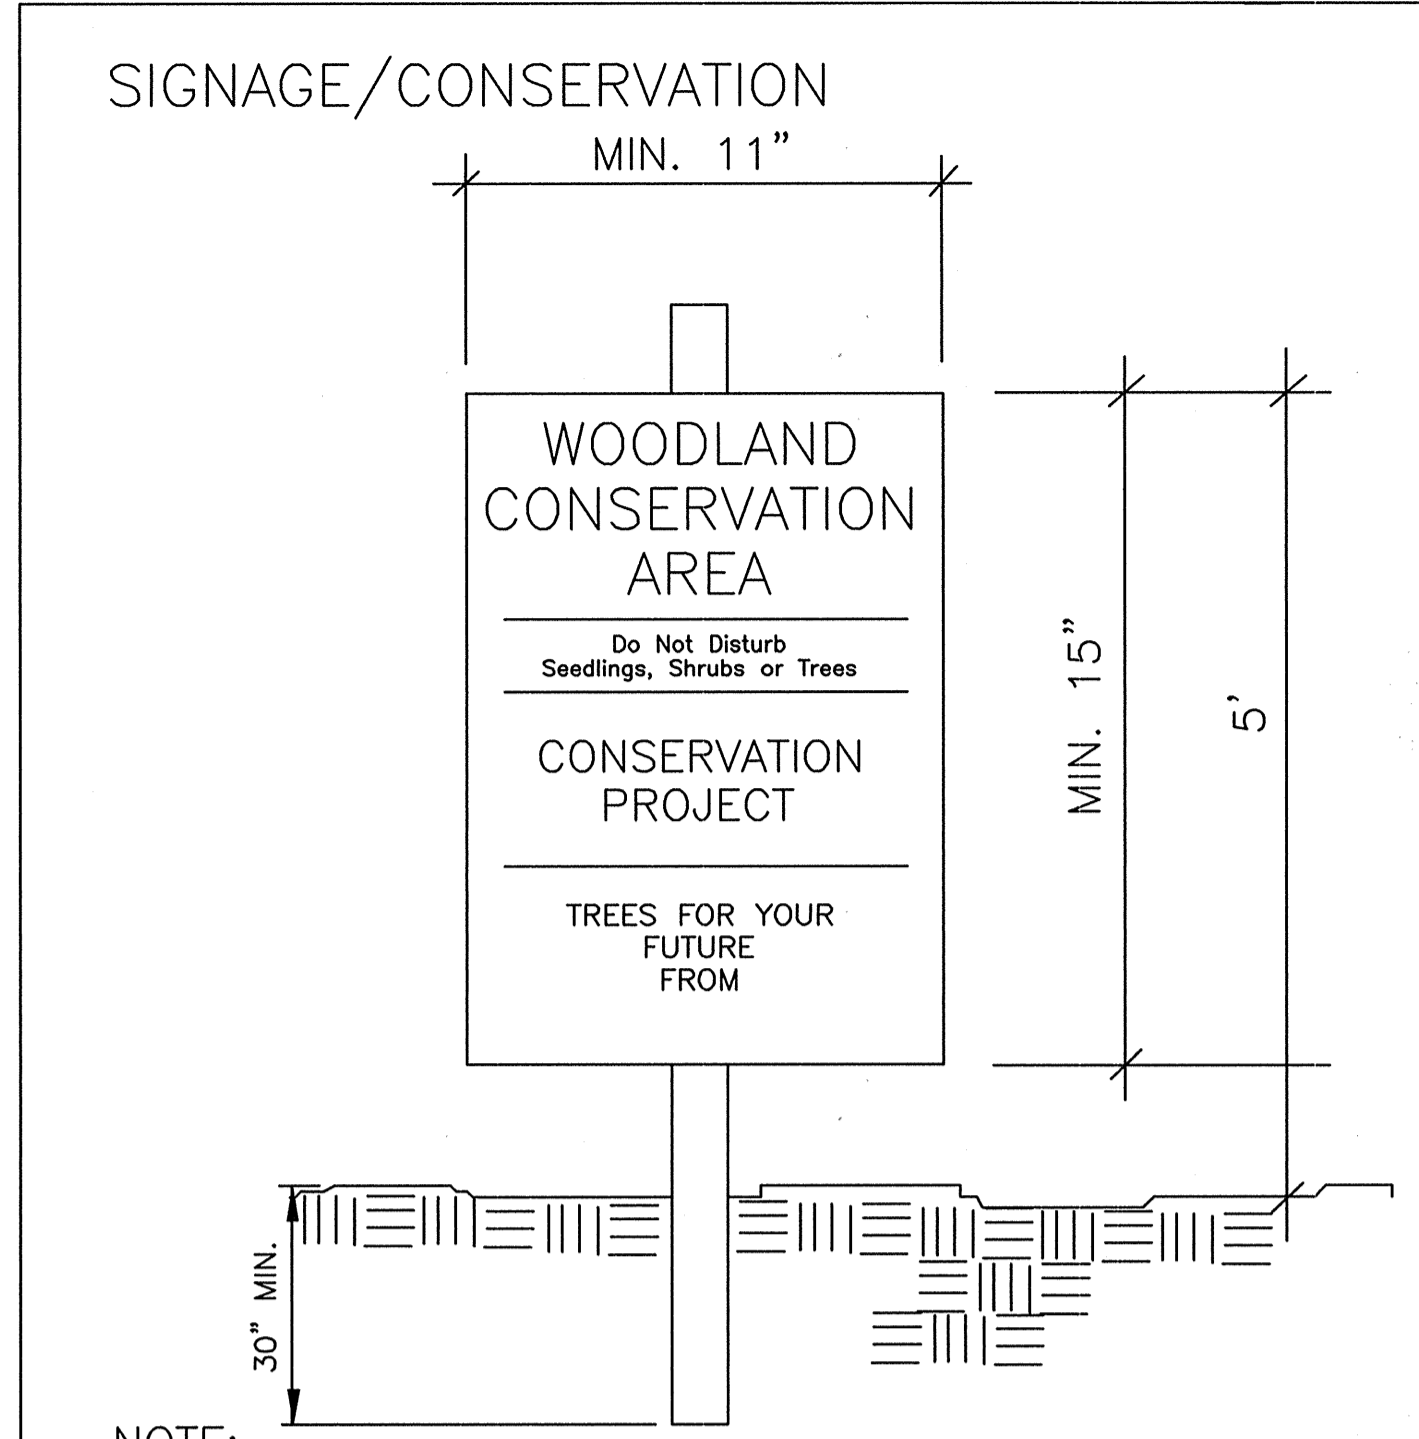 SIGNAGE/CONSERVATION
MIN. 11”
WOODLAND
CONSERVATION
AREA
Do Not Disturb
Seedlings, Shrubs or Trees
CONSERVATION
PROJECT
TREES FOR YOUR
FUTURE
FROM
MIN. 15”
5'
30” MIN.
NOTE: